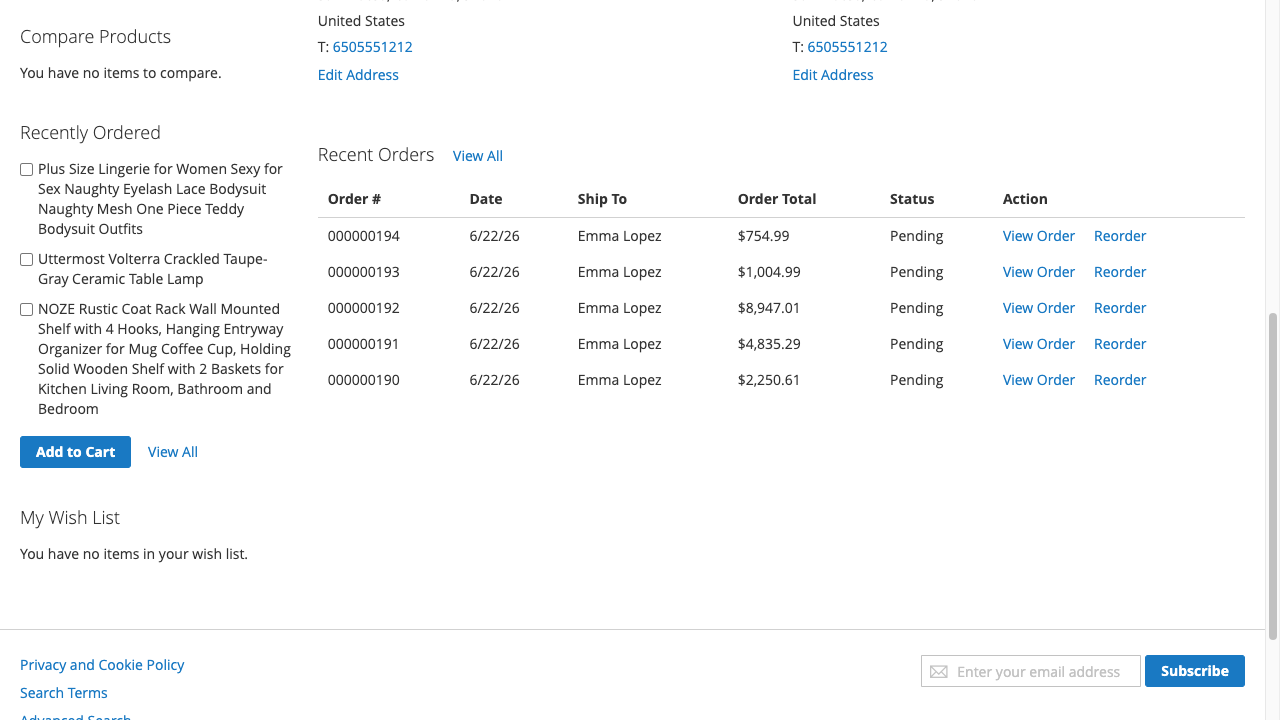 United States
United States
Compare Products
T: 6505551212
T: 6505551212
You have no items to compare.
Edit Address
Edit Address
Recently Ordered
Plus Size Lingerie for Women Sexy for
Sex Naughty Eyelash Lace Bodysuit
Naughty Mesh One Piece Teddy
Bodysuit Outfits
Uttermost Volterra Crackled Taupe-
Gray Ceramic Table Lamp
NOZE Rustic Coat Rack Wall Mounted
Shelf with 4 Hooks, Hanging Entryway
Organizer for Mug Coffee Cup, Holding
Solid Wooden Shelf with 2 Baskets for
Kitchen Living Room, Bathroom and
Bedroom
Add to Cart View All
My Wish List
You have no items in your wish list.
Recent Orders View All
Order # Date Ship To Order Total Status Action
000000194 6/22/26 Emma Lopez $754.99 Pending View Order Reorder
000000193 6/22/26 Emma Lopez $1,004.99 Pending View Order Reorder
000000192 6/22/26 Emma Lopez $8,947.01 Pending View Order Reorder
000000191 6/22/26 Emma Lopez $4,835.29 Pending View Order Reorder
000000190 6/22/26 Emma Lopez $2,250.61 Pending View Order Reorder
Privacy and Cookie Policy
Search Terms
Advanced Search
Enter your email address Subscribe